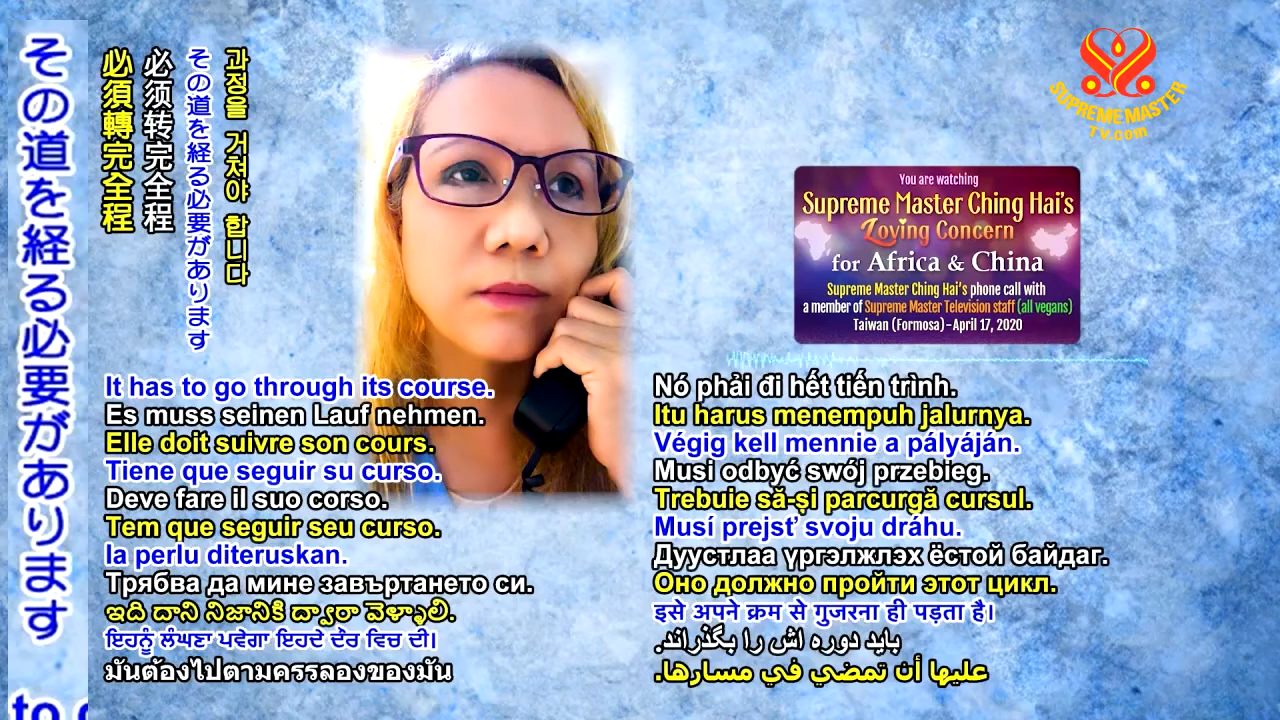 その道を経る必要があります
to
必須轉完全程
必须转完全程
その道を経る必要があります
과정을 거쳐야 합니다
SUPREME MASTER
TV.com
You are watching
Supreme Master Ching Hai's
Loving Concern
for Africa & China
Supreme Master Ching Hai's phone call with
a member of Supreme Master Television staff (all vegans)
Taiwan (Formosa)-April 17, 2020
It has to go through its course.
Es muss seinen Lauf nehmen.
Elle doit suivre son cours.
Tiene que seguir su curso.
Deve fare il suo corso.
Tem que seguir seu curso.
Ia perlu diteruskan.
Трябва да мине завъртането си.
ఇది దాని నిజానికి ద్వారా వెళ్ళాలి.
ਇਹਨੂੰ ਲੰਘਣਾ ਪਵੇਗਾ ਇਹਦੇ ਦੌਰ ਵਿਚ ਦੀ।
มันต้องไปตามครรลองของมัน
Nó phải đi hết tiến trình.
Itu harus menempuh jalurnya.
Végig kell mennie a pályáján.
Musi odbyć swój przebieg.
Trebuie să-și parcurgă cursul.
Musí prejsť svoju dráhu.
Дуустлаа үргэлжлэх ёстой байдаг.
Оно должно пройти этот цикл.
इसे अपने क्रम से गुजरना ही पड़ता है।
باید دوره اش را بگذراند.
عليها أن تمضي في مسارها.